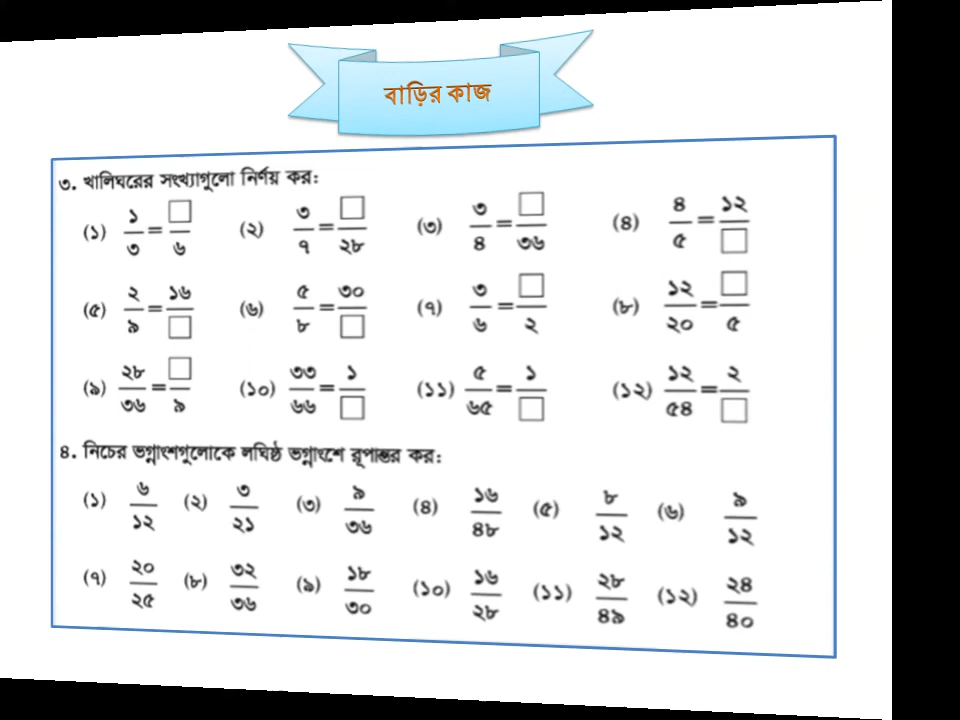 বাড়ির কাজ
৩. খালিঘরের সংখ্যাগুলো নির্ণয় কর:
(১) ১/৩ = □/৬ (২) ৩/৭ = □/২৮ (৩) ৩/৪ = □/৩৬ (৪) ৪/৫ = ১২/□
(৫) ২/৯ = ১৬/□ (৬) ৫/৮ = ৩০/□ (৭) ৩/৬ = □/২ (৮) ১২/২০ = □/৫
(৯) ২৮/৩৬ = □/৯ (১০) ৩৩/৬৬ = ১/□ (১১) ৫/৬৫ = ১/□ (১২) ১২/৫৪ = ২/□
৪. নিচের ভগ্নাংশগুলোকে লঘিষ্ঠ ভগ্নাংশে রূপান্তর কর:
(১) ৬/১২ (২) ৩/২১ (৩) ৯/৩৬ (৪) ১৬/৪৮ (৫) ৮/১২ (৬) ৯/১২
(৭) ২০/২৫ (৮) ৩২/৩৬ (৯) ১৮/৩০ (১০) ১৬/২৮ (১১) ২৮/৪৯ (১২) ২৪/৪০